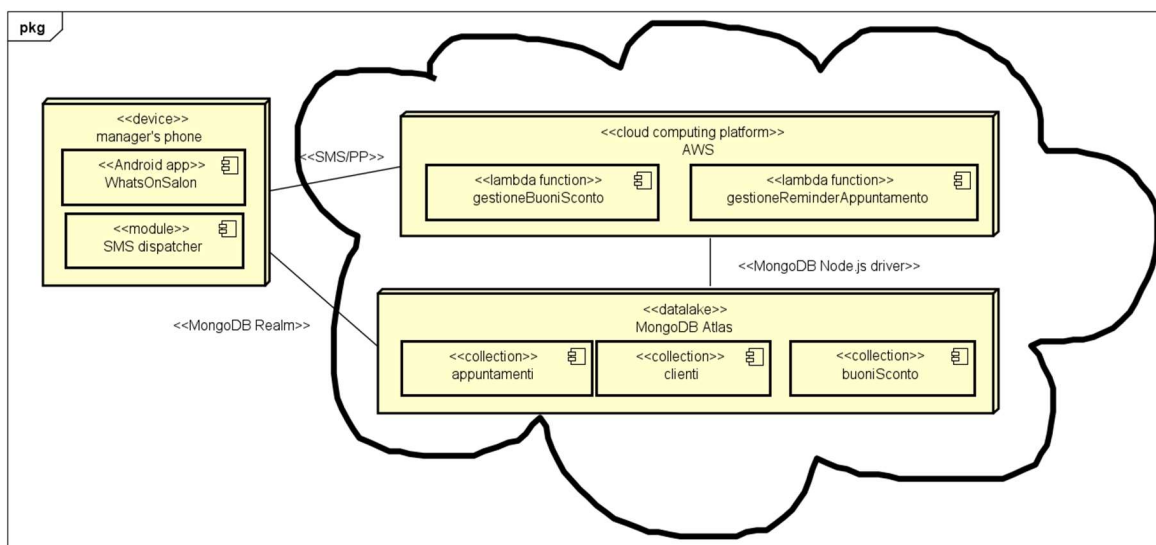 pkg
<<device>>
manager's phone
<<Android app>>
WhatsOnSalon
<<module>>
SMS dispatcher
<<SMS/PP>>
<<cloud computing platform>>
AWS
<<lambda function>>
gestioneBuoniSconto
<<lambda function>>
gestioneReminderAppuntamento
<<MongoDB Node.js driver>>
<<MongoDB Realm>>
<<datalake>>
MongoDB Atlas
<<collection>>
appuntamenti
<<collection>>
clienti
<<collection>>
buoniSconto